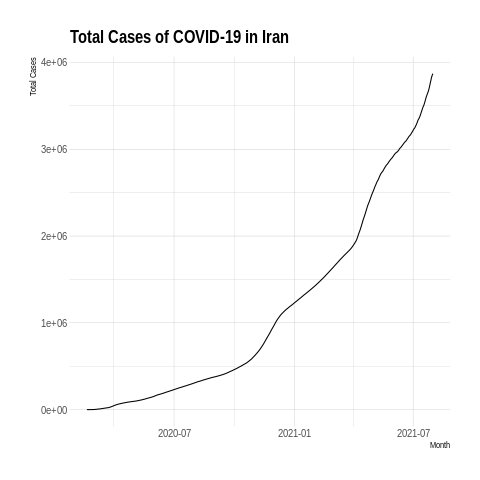 Total Cases of COVID-19 in Iran
Total Cases
4e+06
3e+06
2e+06
1e+06
0e+00
2020-07 2021-01 2021-07
Month